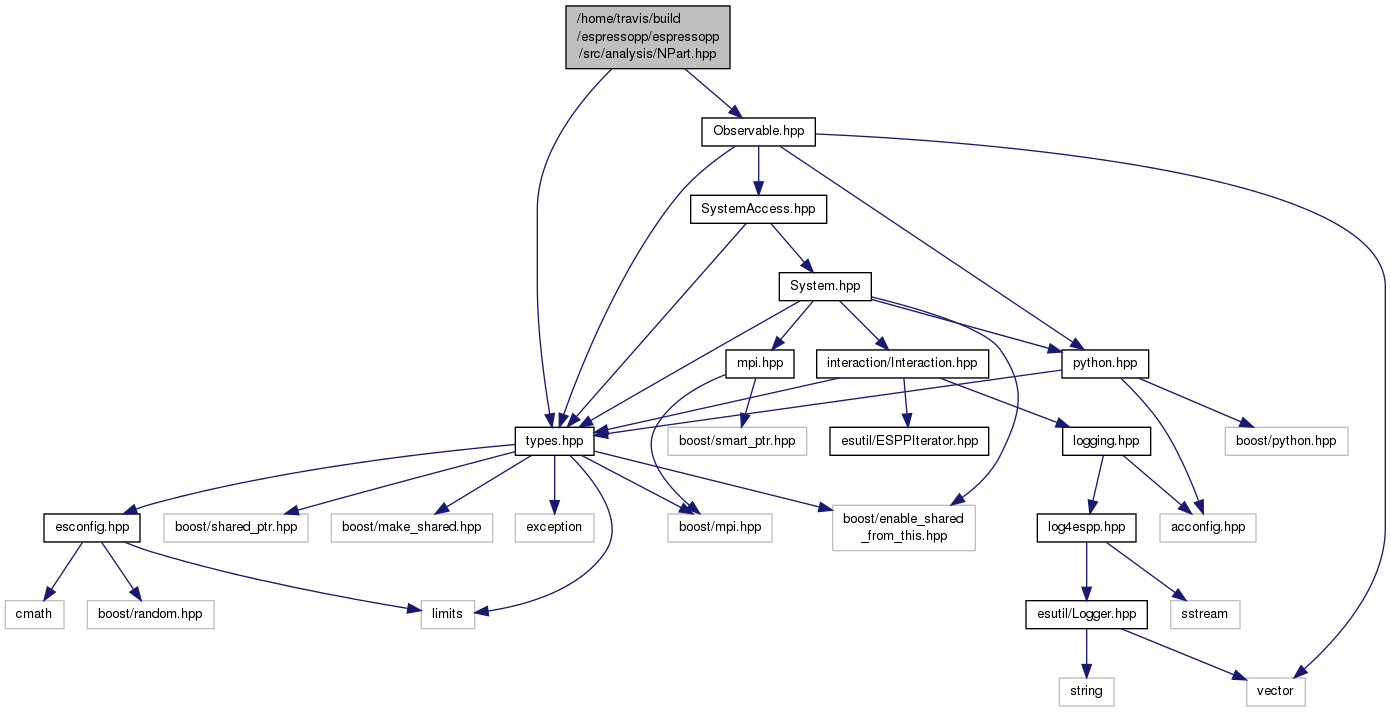 /home/travis/build
/espressopp/espressopp
/src/analysis/NPart.hpp
Observable.hpp
SystemAccess.hpp
System.hpp
mpi.hpp
interaction/Interaction.hpp
python.hpp
types.hpp
boost/smart_ptr.hpp
esutil/ESPPIterator.hpp
logging.hpp
boost/python.hpp
esconfig.hpp
boost/shared_ptr.hpp
boost/make_shared.hpp
exception
boost/mpi.hpp
boost/enable_shared
_from_this.hpp
log4espp.hpp
acconfig.hpp
cmath
boost/random.hpp
limits
esutil/Logger.hpp
sstream
string
vector